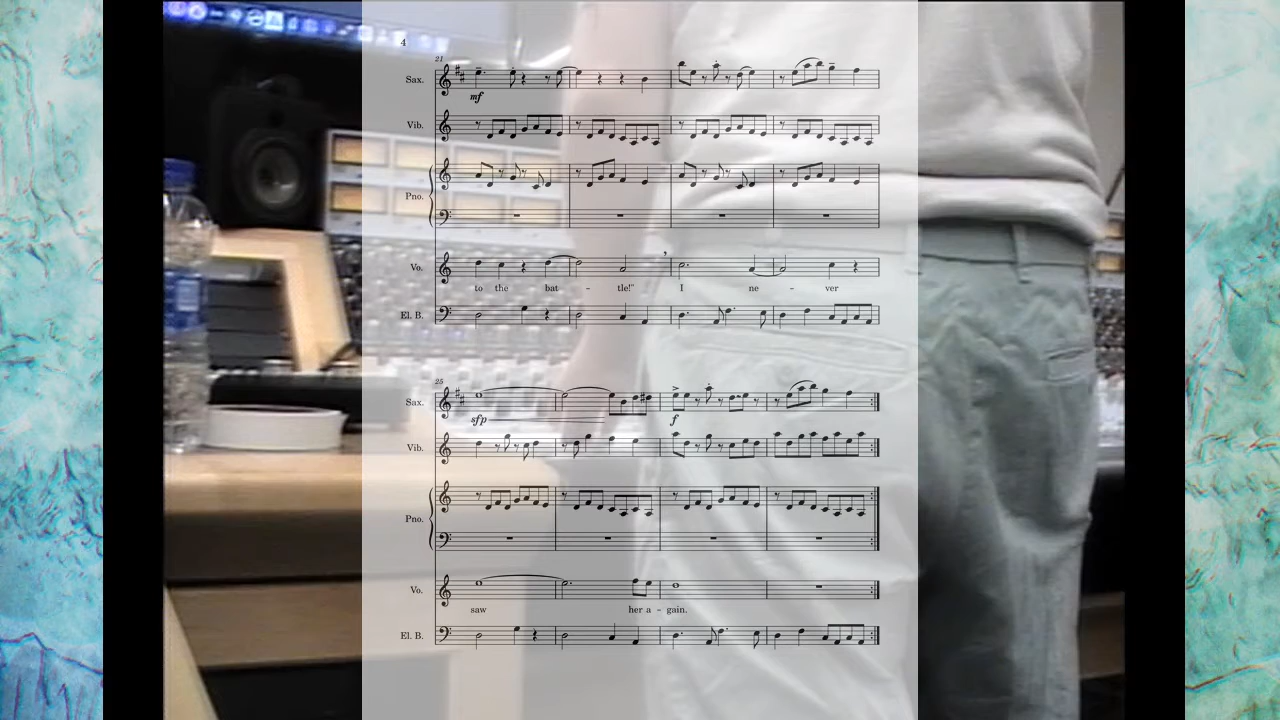 4
21
Sax.
mf
Vib.
Pno.
Vo.
to the bat - tle!" I ne - ver
El. B.
25
Sax.
sfp f
Vib.
Pno.
Vo.
saw her a - gain.
El. B.